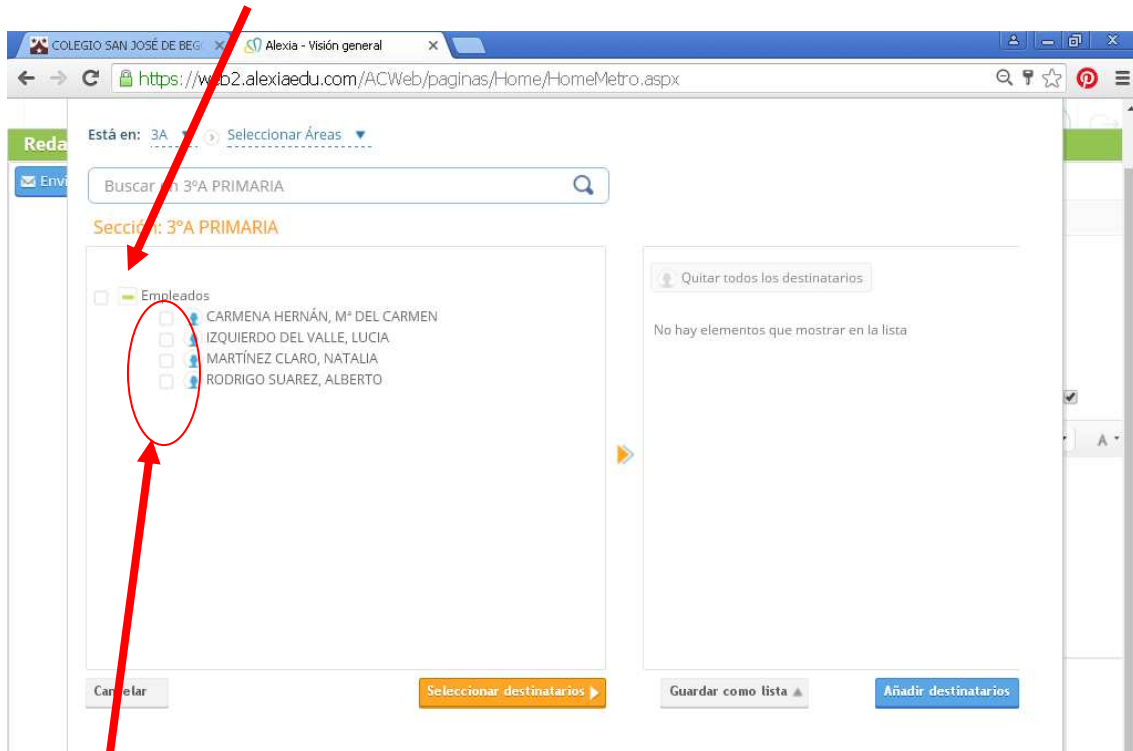 COLEGIO SAN JOSÉ DE BEG
Alexia - Visión general
https://web2.alexiaedu.com/ACWeb/paginas/Home/HomeMetro.aspx
Reda
Envi
Está en: 3A Seleccionar Áreas
Buscar en 3ºA PRIMARIA
Sección: 3ºA PRIMARIA
Empleados
CARMENA HERNÁN, Mª DEL CARMEN
IZQUIERDO DEL VALLE, LUCIA
MARTÍNEZ CLARO, NATALIA
RODRIGO SUAREZ, ALBERTO
Quitar todos los destinatarios
No hay elementos que mostrar en la lista
A
Cancelar
Seleccionar destinatarios
Guardar como lista
Añadir destinatarios